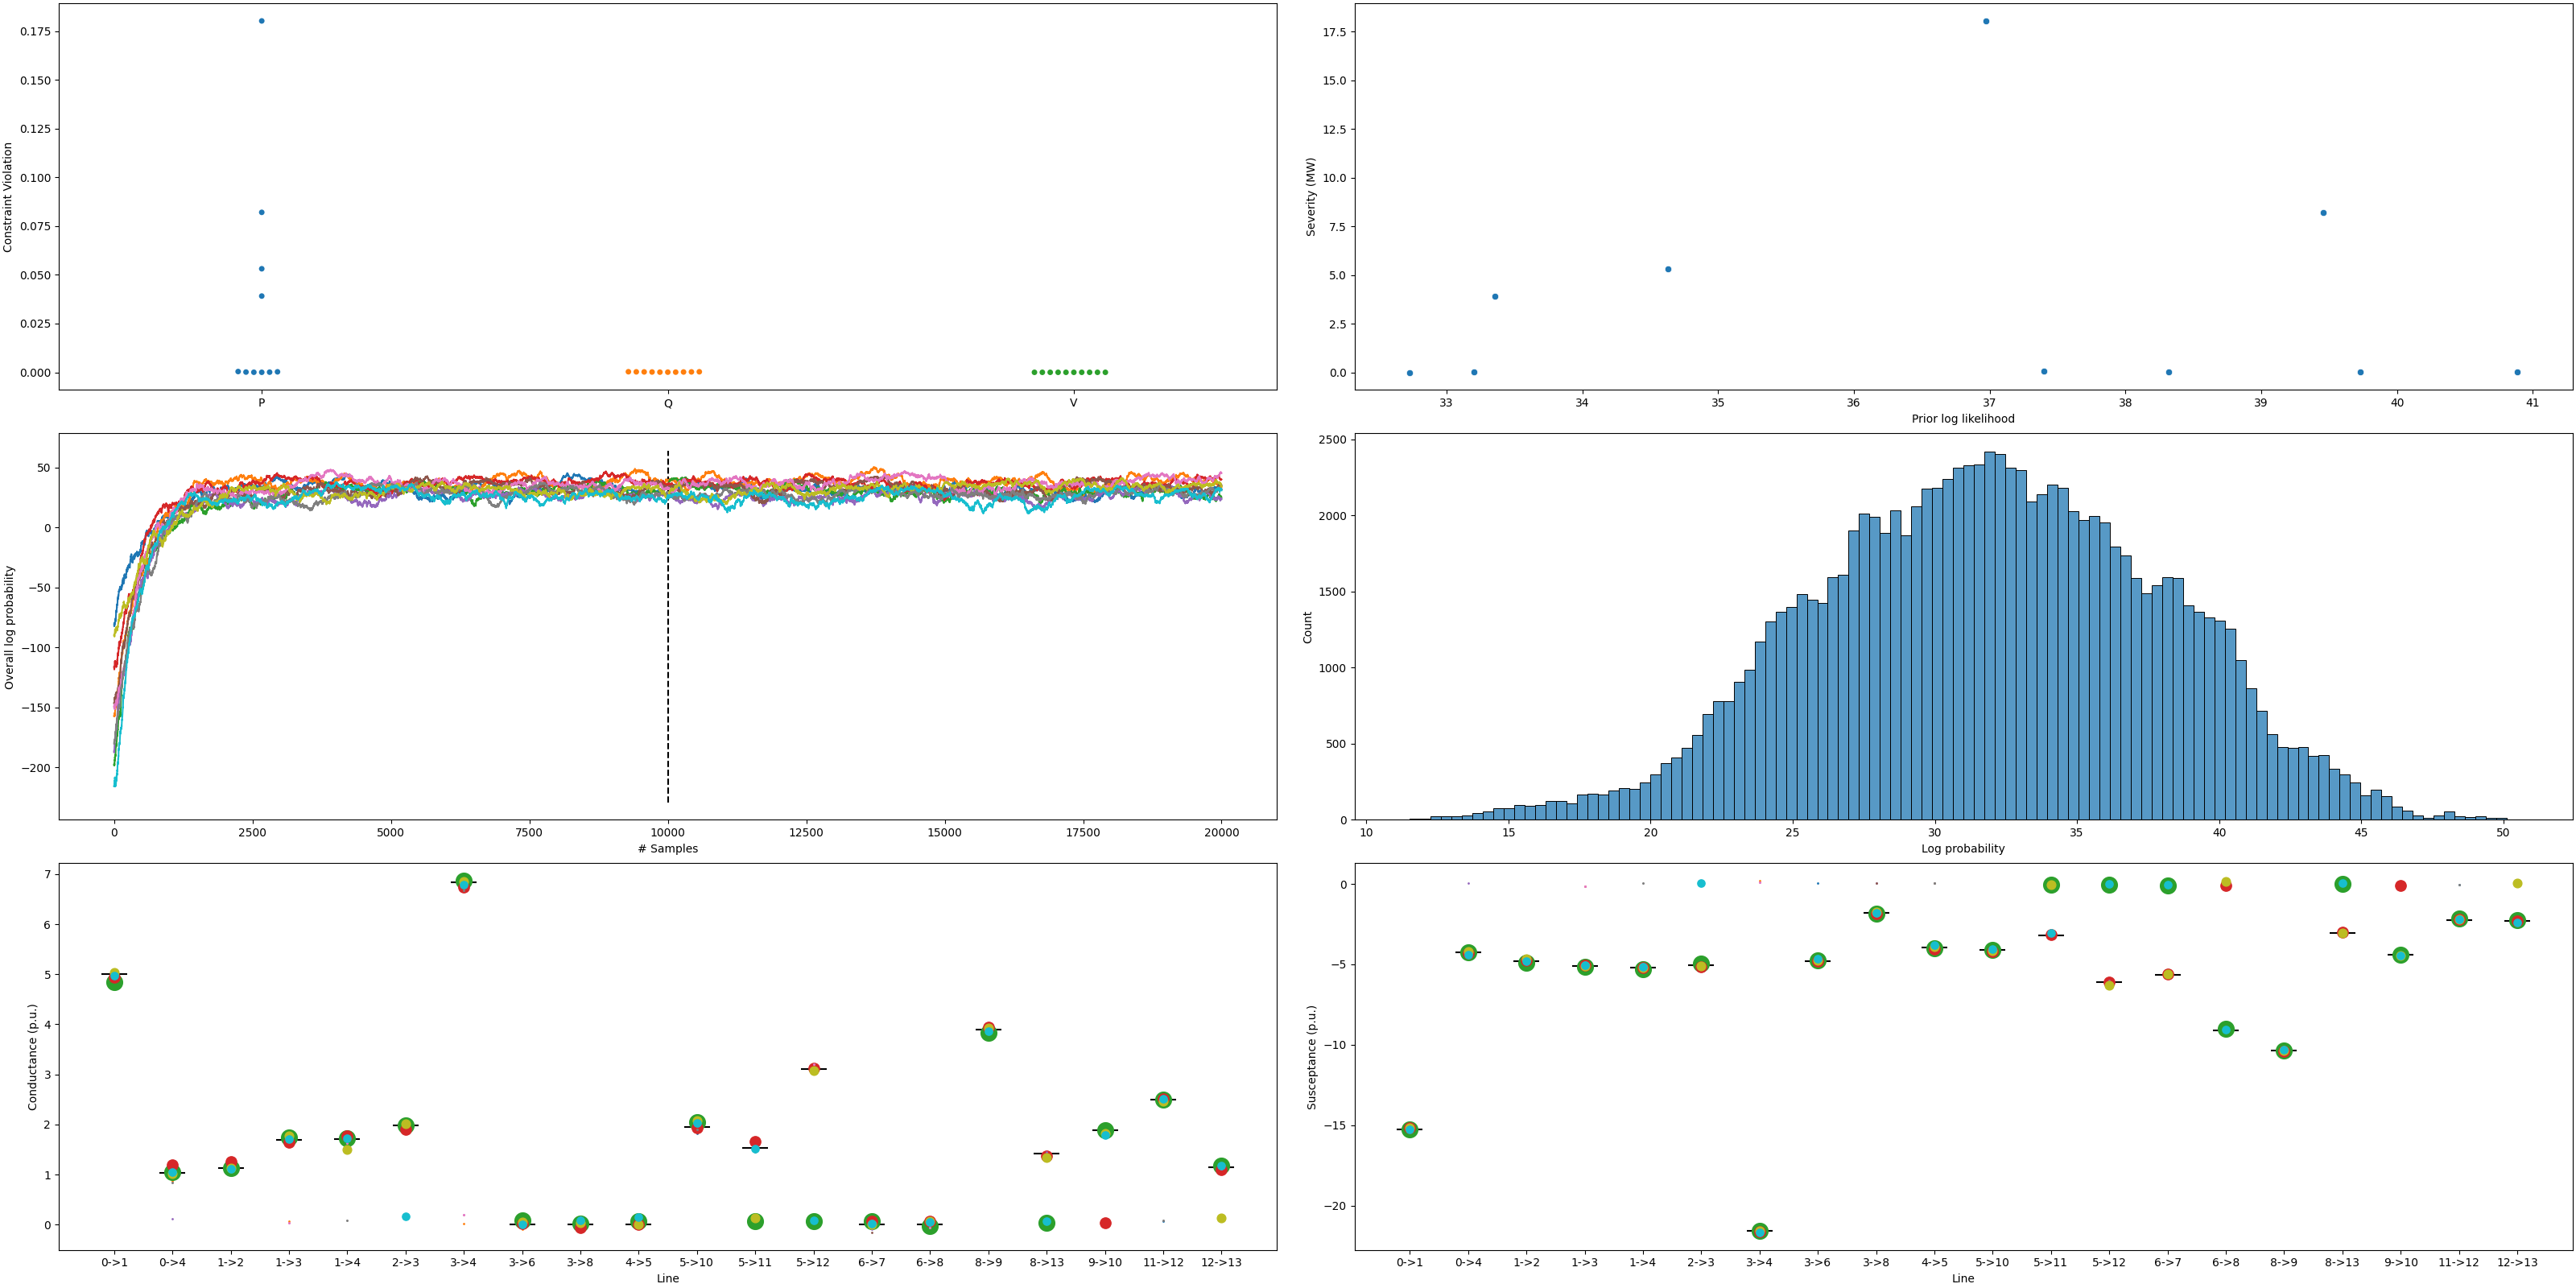 Constraint Violation
0.175
0.150
0.125
0.100
0.075
0.050
0.025
0.000
P Q V
Severity (MW)
17.5
15.0
12.5
10.0
7.5
5.0
2.5
0.0
33 34 35 36 37 38 39 40 41
Prior log likelihood
Overall log probability
50
0
−50
−100
−150
−200
0 2500 5000 7500 10000 12500 15000 17500 20000
# Samples
Count
2500
2000
1500
1000
500
0
10 15 20 25 30 35 40 45 50
Log probability
Conductance (p.u.)
7
6
5
4
3
2
1
0
0->1 0->4 1->2 1->3 1->4 2->3 3->4 3->6 3->8 4->5 5->10 5->11 5->12 6->7 6->8 8->9 8->13 9->10 11->12 12->13
Line
Susceptance (p.u.)
0
−5
−10
−15
−20
0->1 0->4 1->2 1->3 1->4 2->3 3->4 3->6 3->8 4->5 5->10 5->11 5->12 6->7 6->8 8->9 8->13 9->10 11->12 12->13
Line